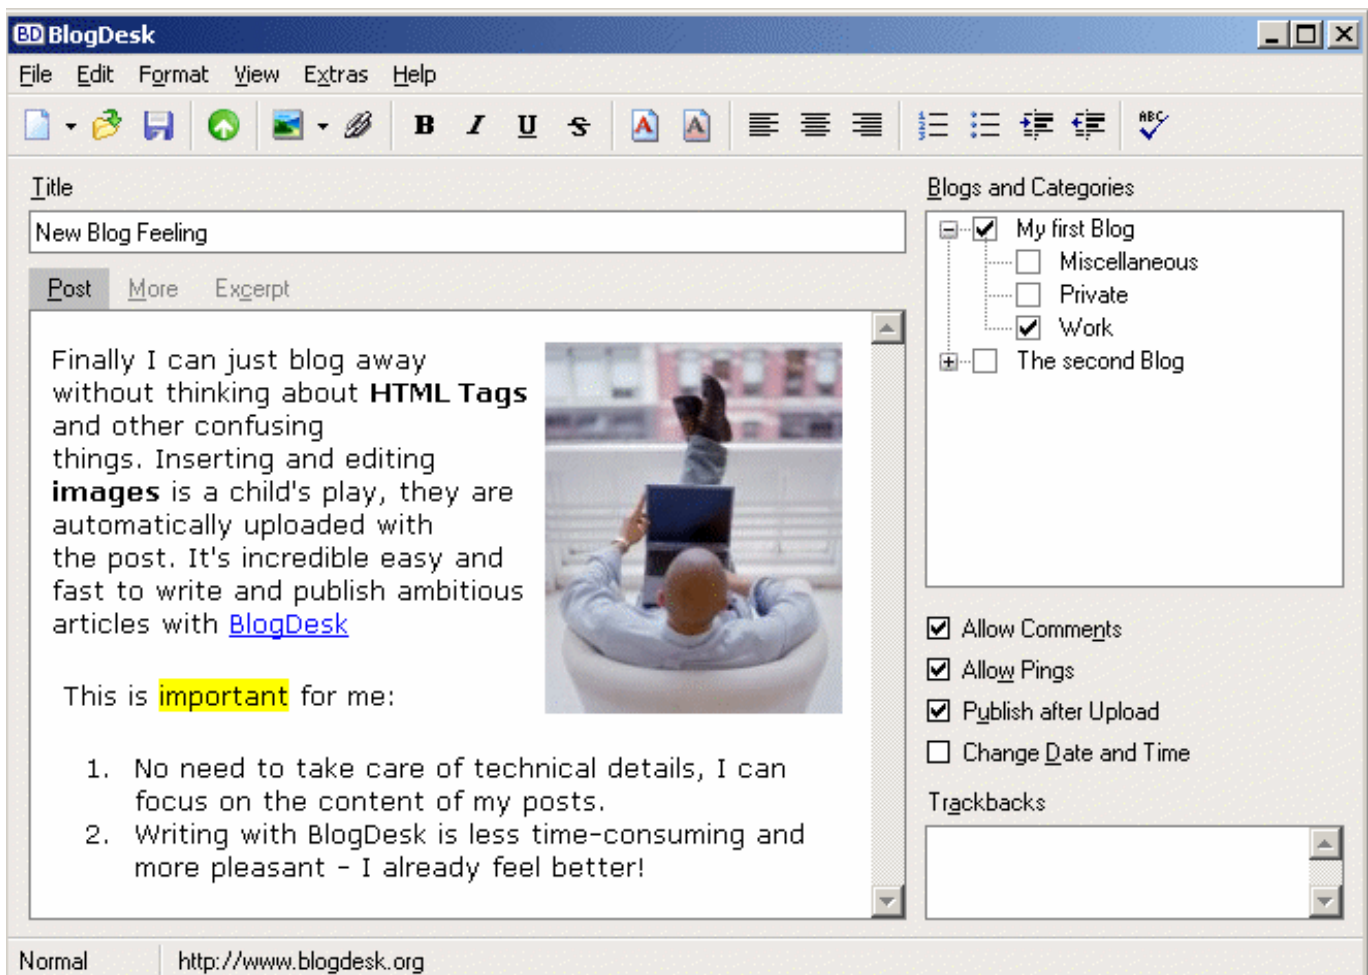 BD BlogDesk
File Edit Format View Extras Help
B I U S A A ABC
Title
New Blog Feeling
Post More Excerpt
Finally I can just blog away
without thinking about HTML Tags
and other confusing
things. Inserting and editing
images is a child's play, they are
automatically uploaded with
the post. It's incredible easy and
fast to write and publish ambitious
articles with BlogDesk
This is important for me:
1. No need to take care of technical details, I can
focus on the content of my posts.
2. Writing with BlogDesk is less time-consuming and
more pleasant - I already feel better!
Blogs and Categories
My first Blog
Miscellaneous
Private
Work
The second Blog
Allow Comments
Allow Pings
Publish after Upload
Change Date and Time
Trackbacks
Normal http://www.blogdesk.org